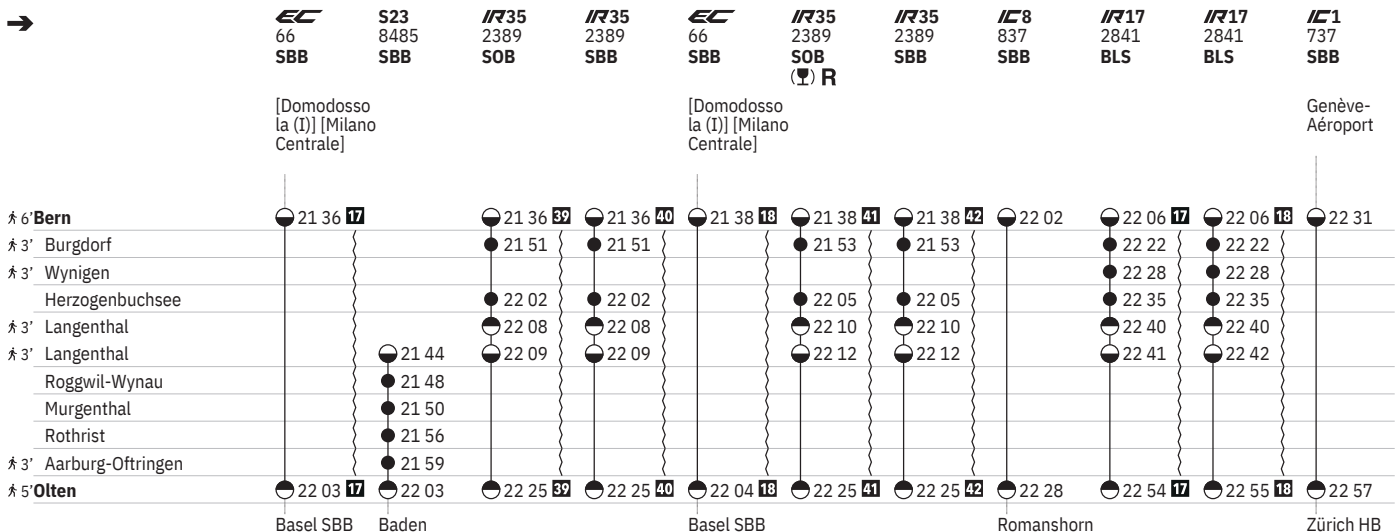 EC S23 IR35 IR35 EC IR35 IR35 IC8 IR17 IR17 IC1
66 8485 2389 2389 66 2389 2389 837 2841 2841 737
SBB SBB SOB SBB SBB SOB SBB SBB BLS BLS SBB
R
[Domodosso [Domodosso Genève-
la (I)] [Milano la (I)] [Milano Aéroport
Centrale] Centrale]
6' Bern 21 36 17 21 36 39 21 36 40 21 38 18 21 38 41 21 38 42 22 02 22 06 17 22 06 18 22 31
3' Burgdorf 21 51 21 51 21 53 21 53 22 22 22 22
3' Wynigen 22 28 22 28
Herzogenbuchsee 22 02 22 02 22 05 22 05 22 35 22 35
3' Langenthal 22 08 22 08 22 10 22 10 22 40 22 40
3' Langenthal 21 44 22 09 22 09 22 12 22 12 22 41 22 42
Roggwil-Wynau 21 48
Murgenthal 21 50
Rothrist 21 56
3' Aarburg-Oftringen 21 59
5' Olten 22 03 17 22 03 22 25 39 22 25 40 22 04 18 22 25 41 22 25 42 22 28 22 54 17 22 55 18 22 57
Basel SBB Baden Basel SBB Romanshorn Zürich HB